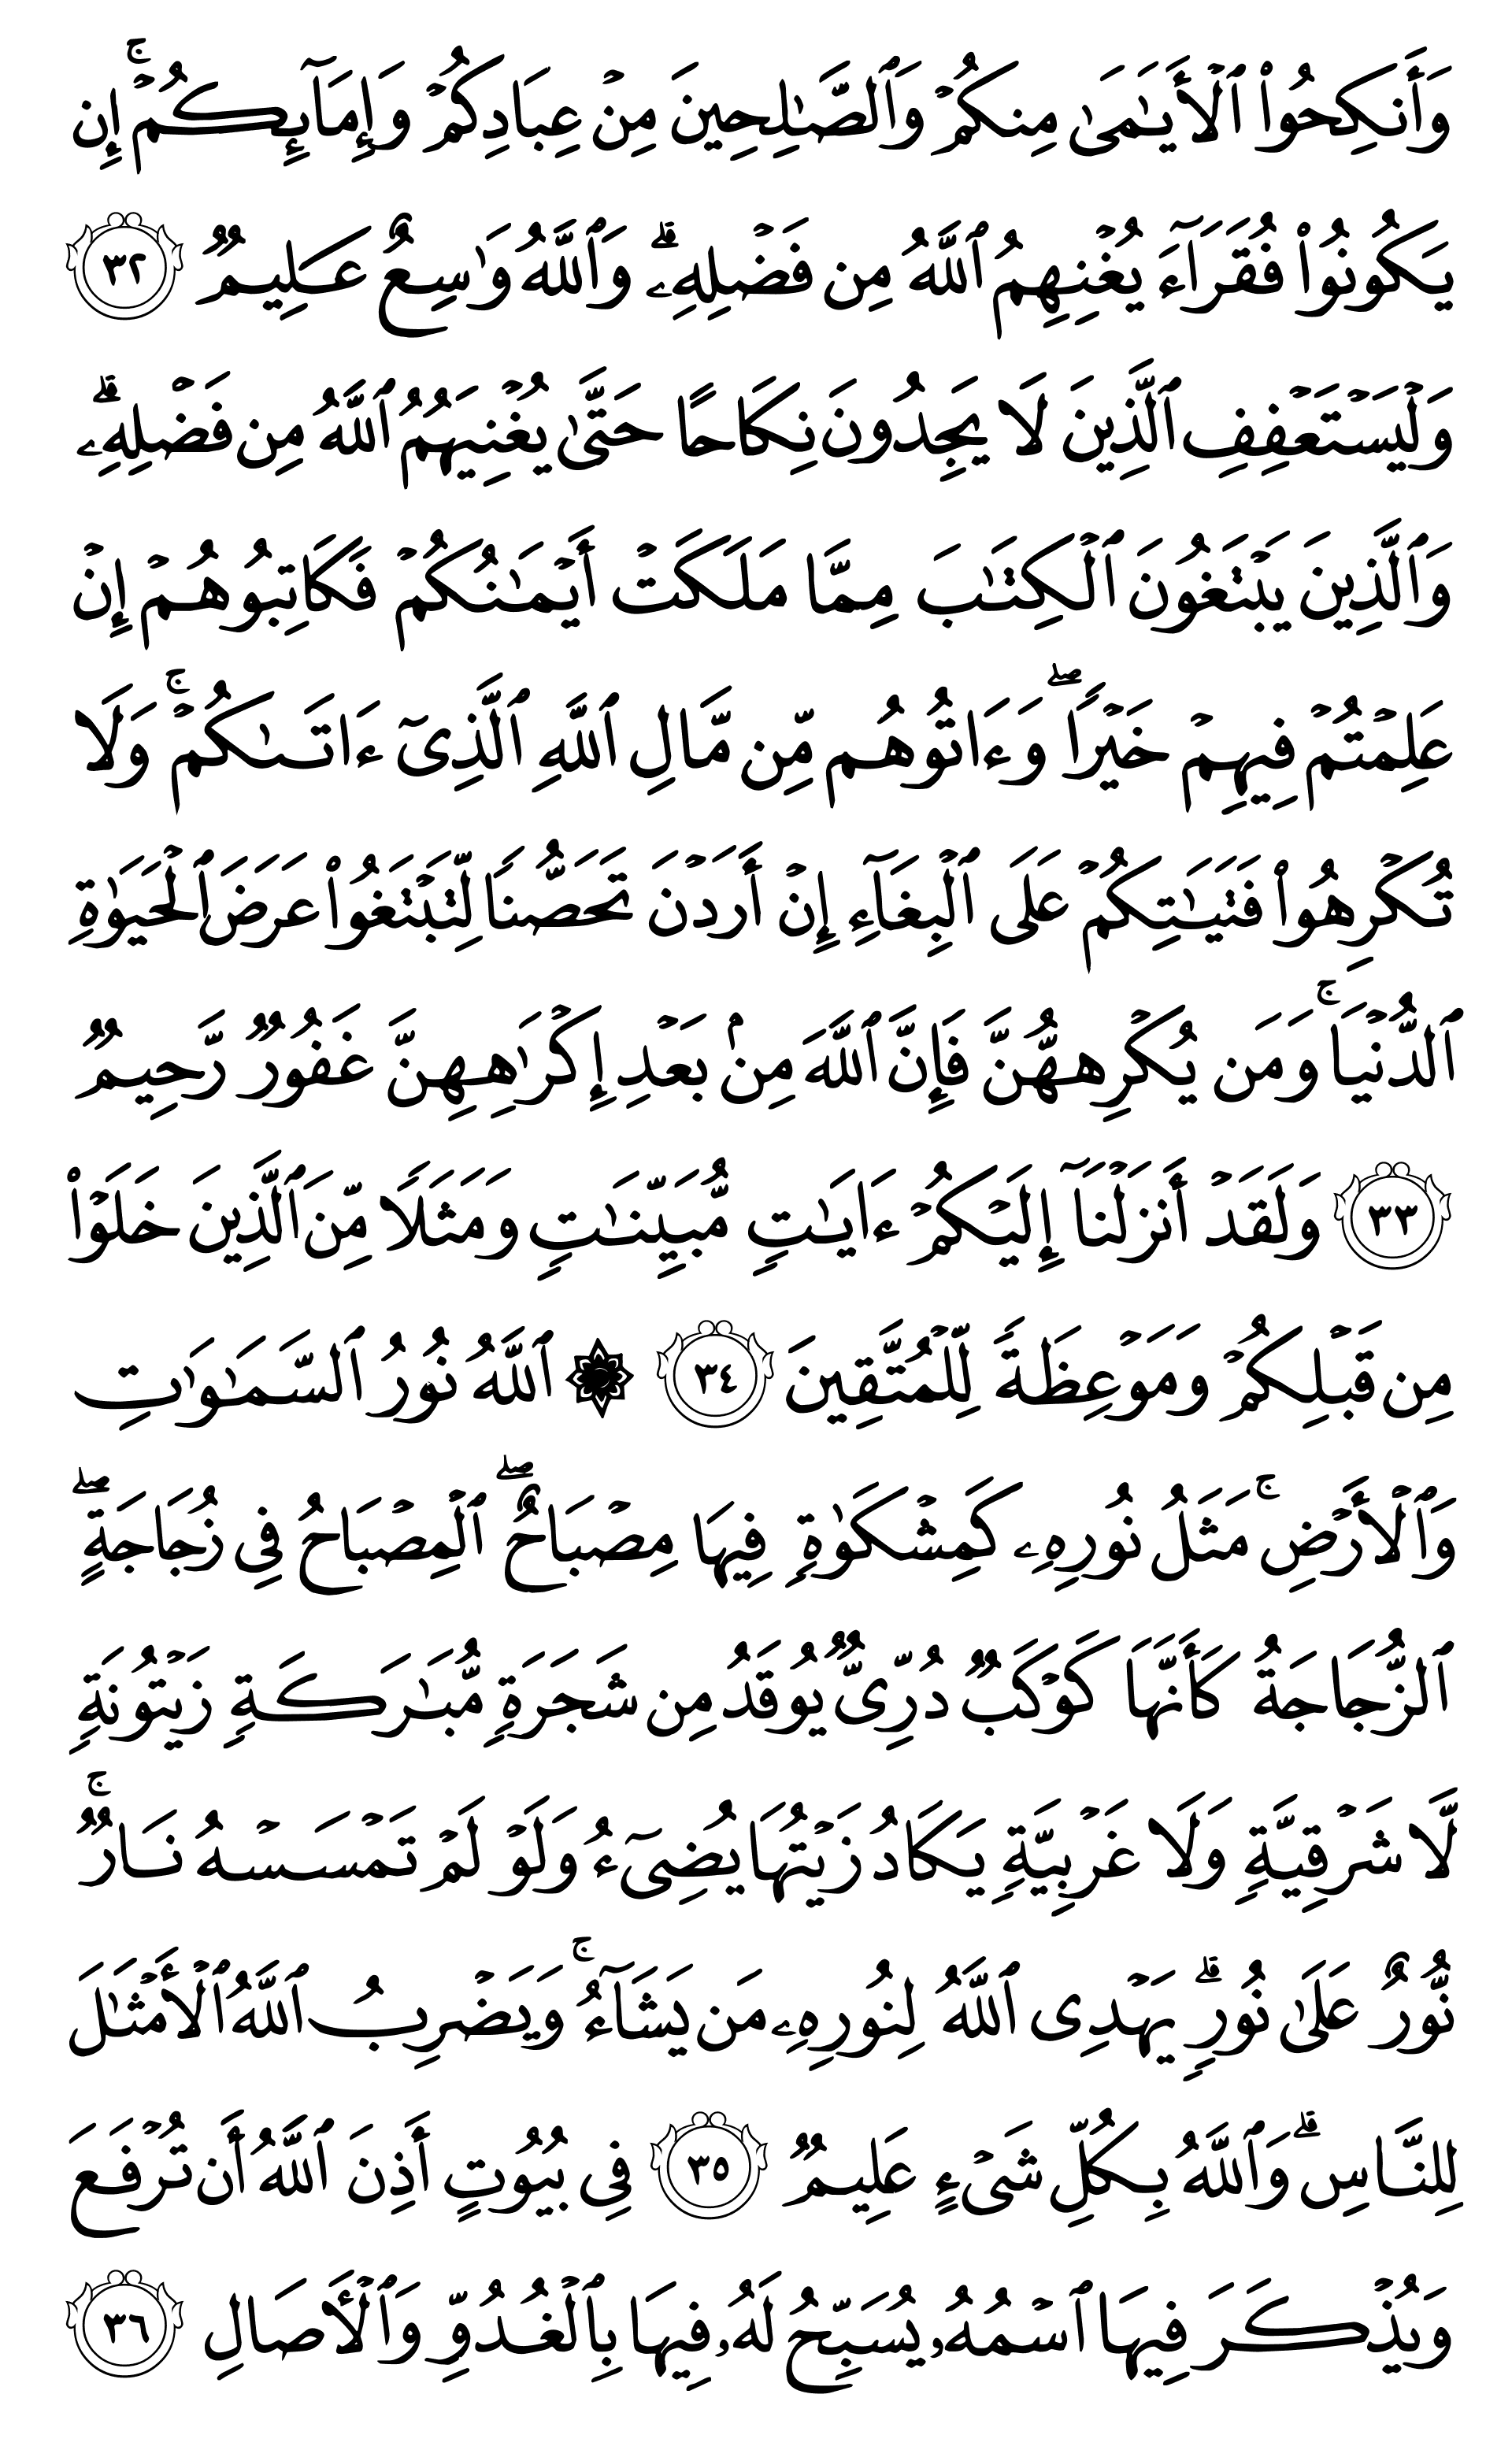 وَأَنكِحُوا۟ ٱلْأَيَـٰمَىٰ مِنكُمْ وَٱلصَّـٰلِحِينَ مِنْ عِبَادِكُمْ وَإِمَآئِكُمْ ۚ إِن
يَكُونُوا۟ فُقَرَآءَ يُغْنِهِمُ ٱللَّهُ مِن فَضْلِهِۦ ۗ وَٱللَّهُ وَٰسِعٌ عَلِيمٌ ٣٢
وَلْيَسْتَعْفِفِ ٱلَّذِينَ لَا يَجِدُونَ نِكَاحًا حَتَّىٰ يُغْنِيَهُمُ ٱللَّهُ مِن فَضْلِهِۦ ۗ
وَٱلَّذِينَ يَبْتَغُونَ ٱلْكِتَـٰبَ مِمَّا مَلَكَتْ أَيْمَـٰنُكُمْ فَكَاتِبُوهُمْ إِنْ
عَلِمْتُمْ فِيهِمْ خَيْرًا ۖ وَءَاتُوهُم مِّن مَّالِ ٱللَّهِ ٱلَّذِىٓ ءَاتَىٰكُمْ ۚ وَلَا
تُكْرِهُوا۟ فَتَيَـٰتِكُمْ عَلَى ٱلْبِغَآءِ إِنْ أَرَدْنَ تَحَصُّنًا لِّتَبْتَغُوا۟ عَرَضَ ٱلْحَيَوٰةِ
ٱلدُّنْيَا ۚ وَمَن يُكْرِههُّنَّ فَإِنَّ ٱللَّهَ مِنۢ بَعْدِ إِكْرَٰهِهِنَّ غَفُورٌ رَّحِيمٌ
٣٣ وَلَقَدْ أَنزَلْنَآ إِلَيْكُمْ ءَايَـٰتٍ مُّبَيِّنَـٰتٍ وَمَثَلًا مِّنَ ٱلَّذِينَ خَلَوْا۟
مِن قَبْلِكُمْ وَمَوْعِظَةً لِّلْمُتَّقِينَ ٣٤ ۞ ٱللَّهُ نُورُ ٱلسَّمَـٰوَٰتِ
وَٱلْأَرْضِ ۚ مَثَلُ نُورِهِۦ كَمِشْكَوٰةٍ فِيهَا مِصْبَاحٌ ۖ ٱلْمِصْبَاحُ فِى زُجَاجَةٍ ۖ
ٱلزُّجَاجَةُ كَأَنَّهَا كَوْكَبٌ دُرِّىٌّ يُوقَدُ مِن شَجَرَةٍ مُّبَـٰرَكَةٍ زَيْتُونَةٍ
لَّا شَرْقِيَّةٍ وَلَا غَرْبِيَّةٍ يَكَادُ زَيْتُهَا يُضِىٓءُ وَلَوْ لَمْ تَمْسَسْهُ نَارٌ ۚ
نُّورٌ عَلَىٰ نُورٍ ۗ يَهْدِى ٱللَّهُ لِنُورِهِۦ مَن يَشَآءُ ۚ وَيَضْرِبُ ٱللَّهُ ٱلْأَمْثَـٰلَ
لِلنَّاسِ ۗ وَٱللَّهُ بِكُلِّ شَىْءٍ عَلِيمٌ ٣٥ فِى بُيُوتٍ أَذِنَ ٱللَّهُ أَن تُرْفَعَ
وَيُذْكَرَ فِيهَا ٱسْمُهُۥ يُسَبِّحُ لَهُۥ فِيهَا بِٱلْغُدُوِّ وَٱلْأَصَالِ ٣٦